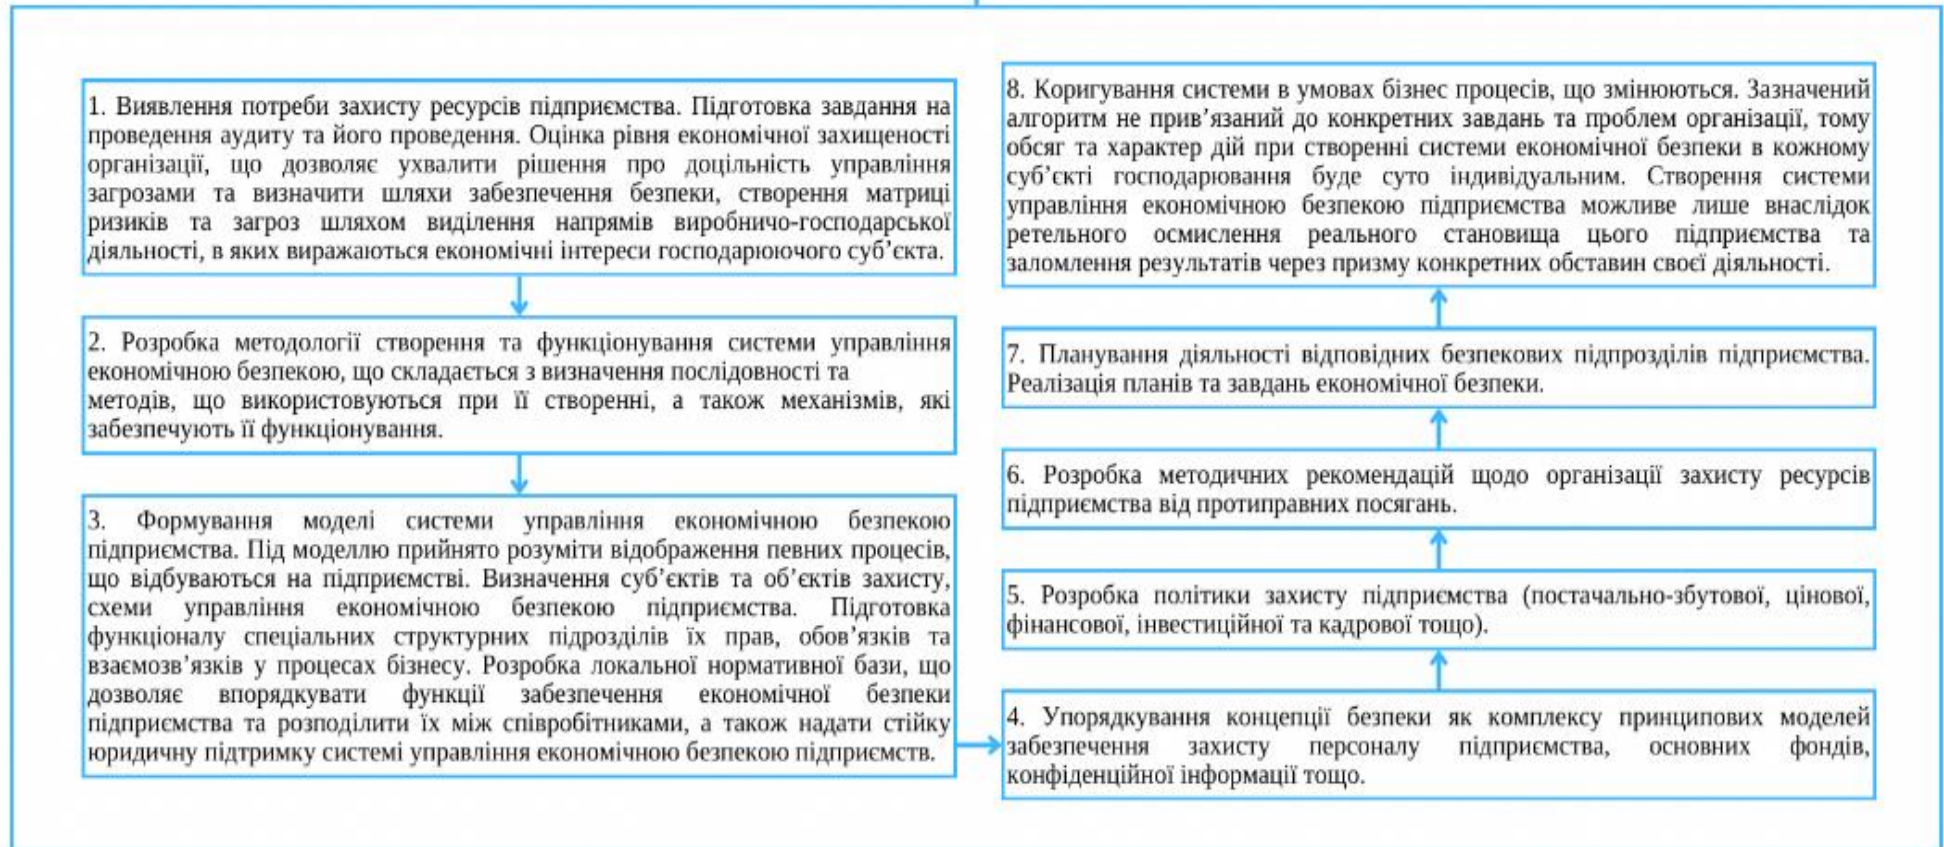 1. Виявлення потреби захисту ресурсів підприємства. Підготовка завдання на
проведення аудиту та його проведення. Оцінка рівня економічної захищеності
організації, що дозволяє ухвалити рішення про доцільність управління
загрозами та визначити шляхи забезпечення безпеки, створення матриці
ризиків та загроз шляхом виділення напрямів виробничо-господарської
діяльності, в яких виражаються економічні інтереси господарюючого суб’єкта.
2. Розробка методології створення та функціонування системи управління
економічною безпекою, що складається з визначення послідовності та
методів, що використовуються при її створенні, а також механізмів, які
забезпечують її функціонування.
3. Формування моделі системи управління економічною безпекою
підприємства. Під моделлю прийнято розуміти відображення певних процесів,
що відбуваються на підприємстві. Визначення суб’єктів та об’єктів захисту,
схеми управління економічною безпекою підприємства. Підготовка
функціоналу спеціальних структурних підрозділів їх прав, обов’язків та
взаємозв’язків у процесах бізнесу. Розробка локальної нормативної бази, що
дозволяє впорядкувати функції забезпечення економічної безпеки
підприємства та розподілити їх між співробітниками, а також надати стійку
юридичну підтримку системі управління економічною безпекою підприємств.
4. Упорядкування концепції безпеки як комплексу принципових моделей
забезпечення захисту персоналу підприємства, основних фондів,
конфіденційної інформації тощо.
5. Розробка політики захисту підприємства (постачально-збутової, цінової,
фінансової, інвестиційної та кадрової тощо).
6. Розробка методичних рекомендацій щодо організації захисту ресурсів
підприємства від протиправних посягань.
7. Планування діяльності відповідних безпекових підпрозділів підприємства.
Реалізація планів та завдань економічної безпеки.
8. Коригування системи в умовах бізнес процесів, що змінюються. Зазначений
алгоритм не прив’язаний до конкретних завдань та проблем організації, тому
обсяг та характер дій при створенні системи економічної безпеки в кожному
суб’єкті господарювання буде суто індивідуальним. Створення системи
управління економічною безпекою підприємства можливе лише внаслідок
ретельного осмислення реального становища цього підприємства та
заломлення результатів через призму конкретних обставин своєї діяльності.